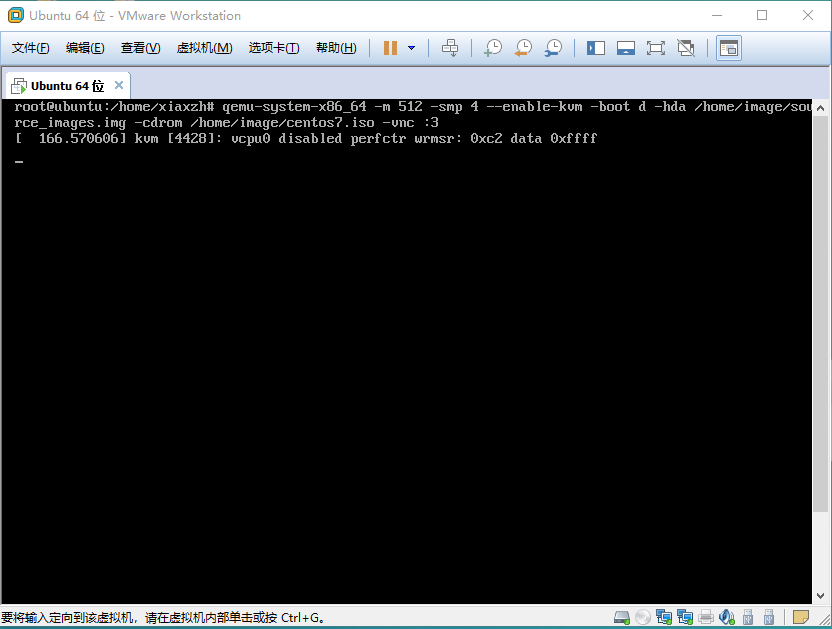 Ubuntu 64 位 - VMware Workstation
文件(F) 编辑(E) 查看(V) 虚拟机(M) 选项卡(T) 帮助(H)
Ubuntu 64 位
root@ubuntu:/home/xiaxzh# qemu-system-x86_64 -m 512 -smp 4 --enable-kvm -boot d -hda /home/image/sou
rce_images.img -cdrom /home/image/centos7.iso -vnc :3
[  166.570606] kvm [4428]: vcpu0 disabled perfctr wrmsr: 0xc2 data 0xffff
要将输入定向到该虚拟机，请在虚拟机内部单击或按 Ctrl+G。